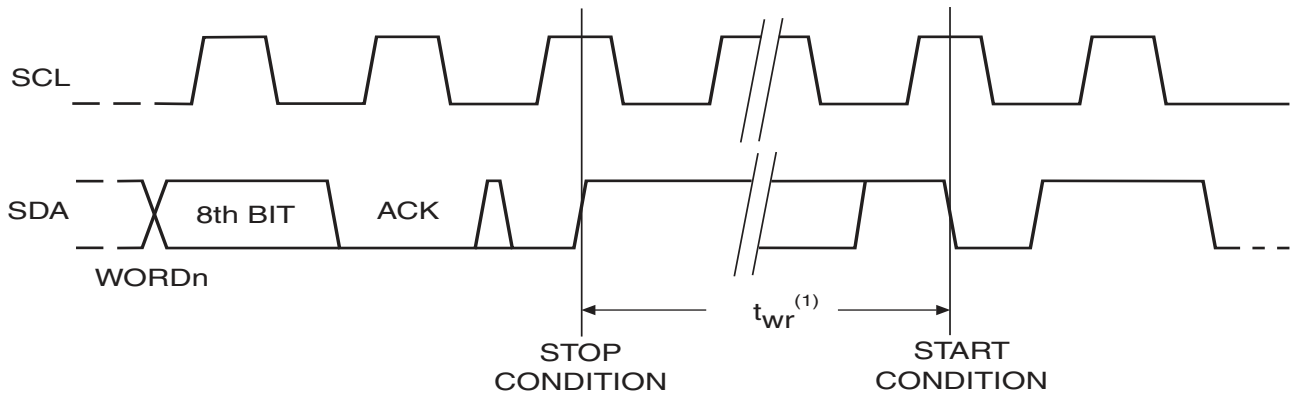 SCL
SDA
8th BIT
ACK
WORDn
twr(1)
STOP
CONDITION
START
CONDITION